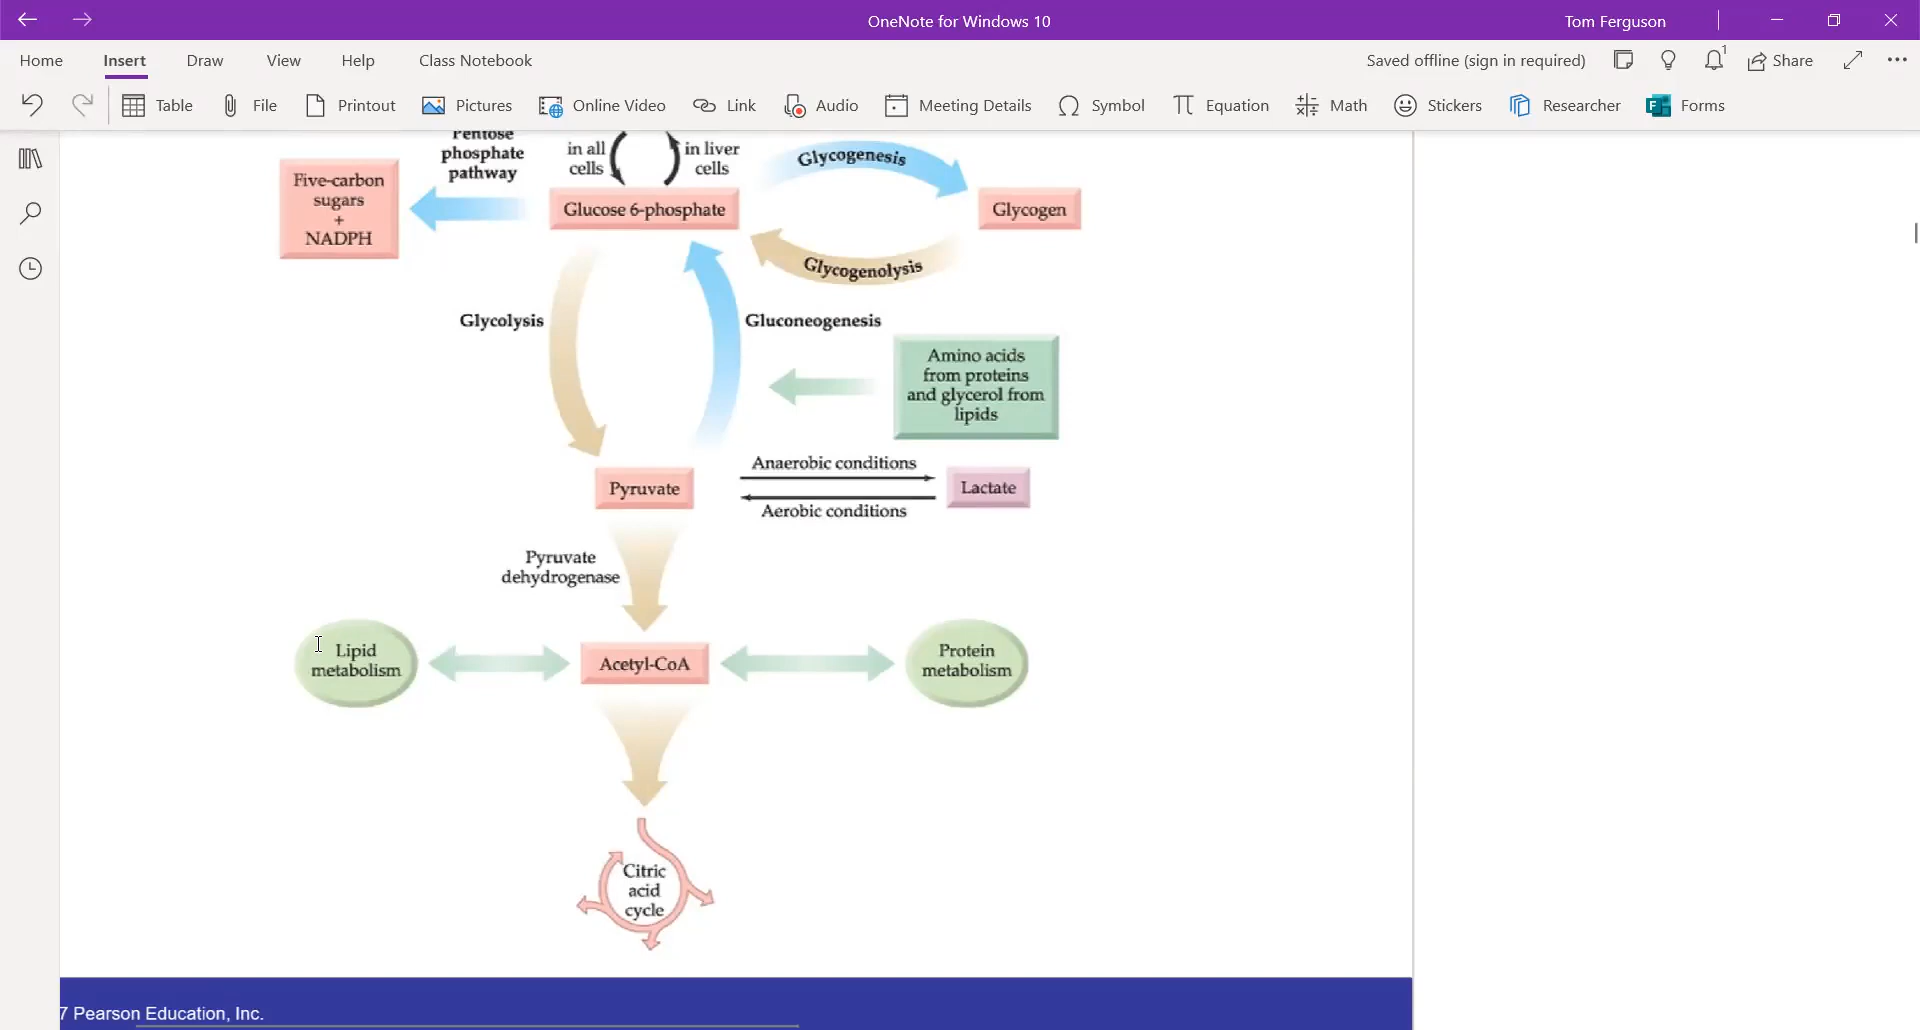 OneNote for Windows 10
Tom Ferguson
Home
Insert
Draw
View
Help
Class Notebook
Saved offline (sign in required)
1
Share
Table
File
Printout
Pictures
Online Video
Link
Audio
Meeting Details
Symbol
Equation
Math
Stickers
F
Researcher
Forms
Pentose
phosphate
pathway
in all
cells
in liver
cells
Glycogenesis
Five-carbon
sugars
+
NADPH
Glucose 6-phosphate
Glycogen
Glycogenolysis
Glycolysis
Gluconeogenesis
Amino acids
from proteins
and glycerol from
lipids
Anaerobic conditions
Pyruvate
Lactate
Aerobic conditions
Pyruvate
dehydrogenase
Lipid
metabolism
Acetyl-CoA
Protein
metabolism
Citric
acid
cycle
7 Pearson Education, Inc.